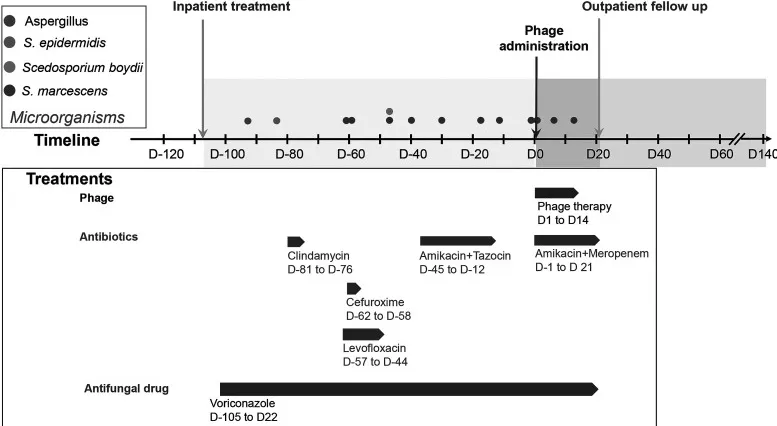 Inpatient treatment
Outpatient fellow up
Aspergillus
S. epidermidis
Scedosporium boydii
S. marcescens
Microorganisms
Phage
administration
Timeline
D-120 D-100 D-80 D-60 D-40 D-20 D0 D20 D40 D60 D140
Treatments
Phage
Phage therapy
D1 to D14
Antibiotics
Clindamycin
D-81 to D-76
Amikacin+Tazocin
D-45 to D-12
Amikacin+Meropenem
D-1 to D 21
Cefuroxime
D-62 to D-58
Levofloxacin
D-57 to D-44
Antifungal drug
Voriconazole
D-105 to D22